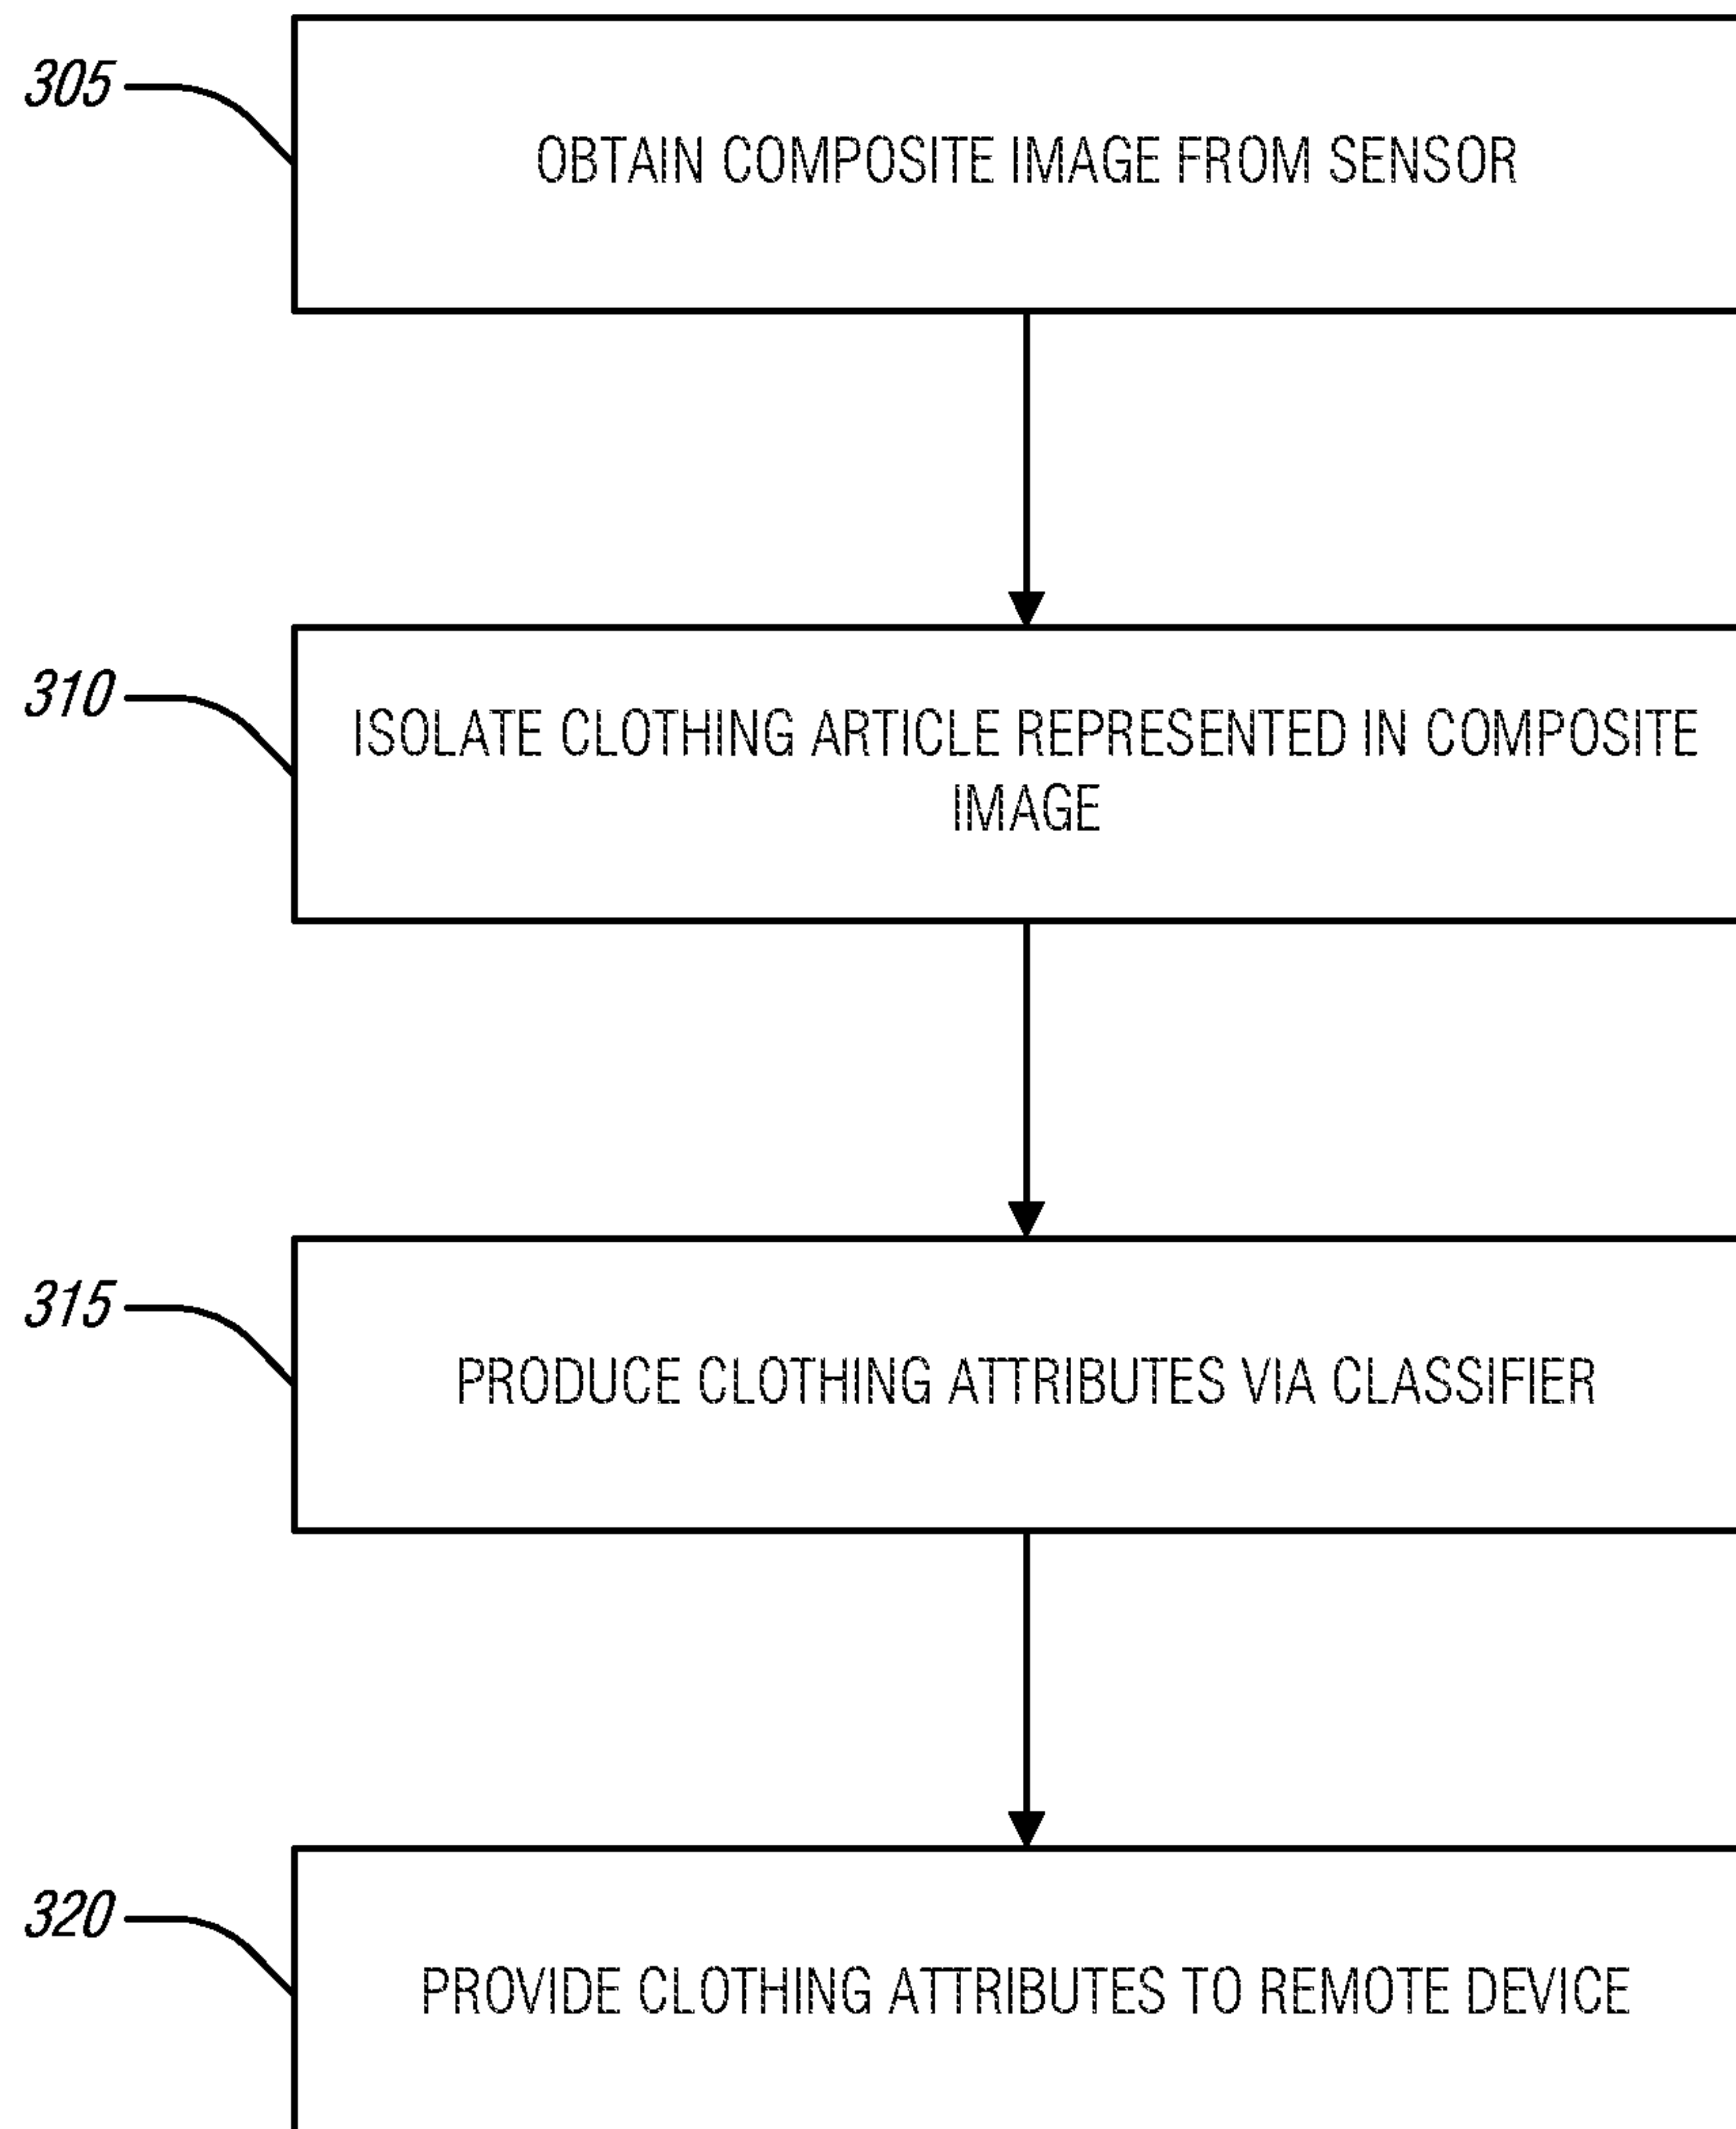 305
OBTAIN COMPOSITE IMAGE FROM SENSOR
310
ISOLATE CLOTHING ARTICLE REPRESENTED IN COMPOSITE
IMAGE
315
PRODUCE CLOTHING ATTRIBUTES VIA CLASSIFIER
320
PROVIDE CLOTHING ATTRIBUTES TO REMOTE DEVICE